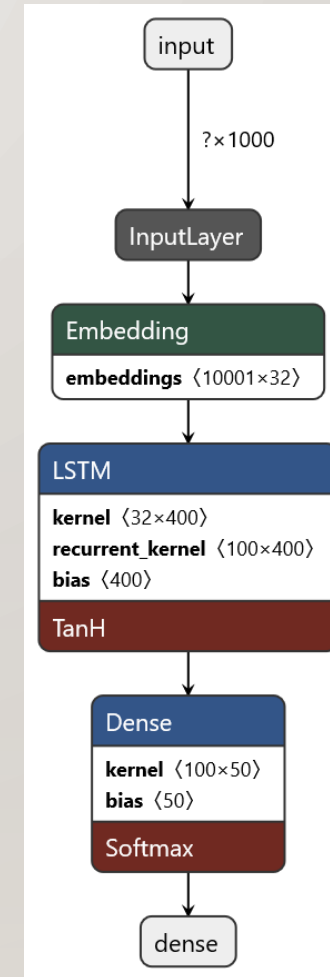 input
?×1000
InputLayer
Embedding
embeddings 〈10001×32〉
LSTM
kernel 〈32×400〉
recurrent_kernel 〈100×400〉
bias 〈400〉
TanH
Dense
kernel 〈100×50〉
bias 〈50〉
Softmax
dense